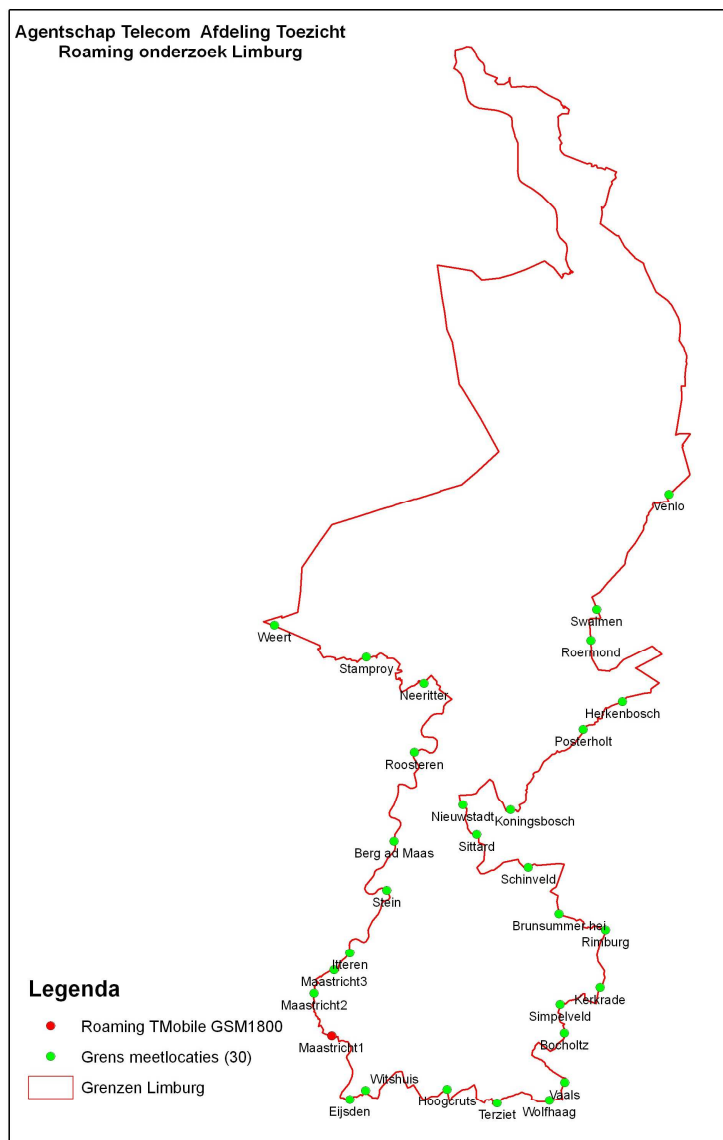 Agentschap Telecom Afdeling Toezicht
Roaming onderzoek Limburg
Venlo
Swalmen
Roermond
Weert
Stamproy
Neeritter
Herkenbosch
Posterholt
Roosteren
Nieuwstadt
Koningsbosch
Sittard
Berg ad Maas
Schinveld
Stein
Brunsummer hei
Rimburg
Itteren
Maastricht3
Maastricht2
Kerkrade
Simpelveld
Maastricht1
Bocholtz
Witshuis
Hoogcruts
Vaals
Eijsden
Terziet
Wolfhaag
Legenda
Roaming TMobile GSM1800
Grens meetlocaties (30)
Grenzen Limburg